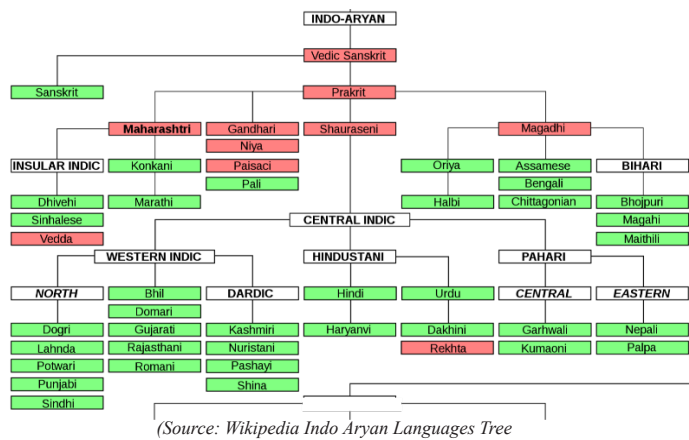 INDO-ARYAN
Vedic Sanskrit
Sanskrit
Prakrit
Maharashtri
Gandhari
Shauraseni
Magadhi
Niya
INSULAR INDIC
Konkani
Paisaci
Oriya
Assamese
BIHARI
Pali
Bengali
Dhivehi
Marathi
Halbi
Chittagonian
Bhojpuri
Sinhalese
CENTRAL INDIC
Magahi
Vedda
Maithili
WESTERN INDIC
HINDUSTANI
PAHARI
NORTH
Bhil
DARDIC
Hindi
Urdu
CENTRAL
EASTERN
Domari
Dogri
Gujarati
Kashmiri
Haryanvi
Dakhini
Garhwali
Nepali
Lahnda
Rajasthani
Nuristani
Rekhta
Kumaoni
Palpa
Potwari
Romani
Pashayi
Punjabi
Shina
Sindhi
(Source: Wikipedia Indo Aryan Languages Tree